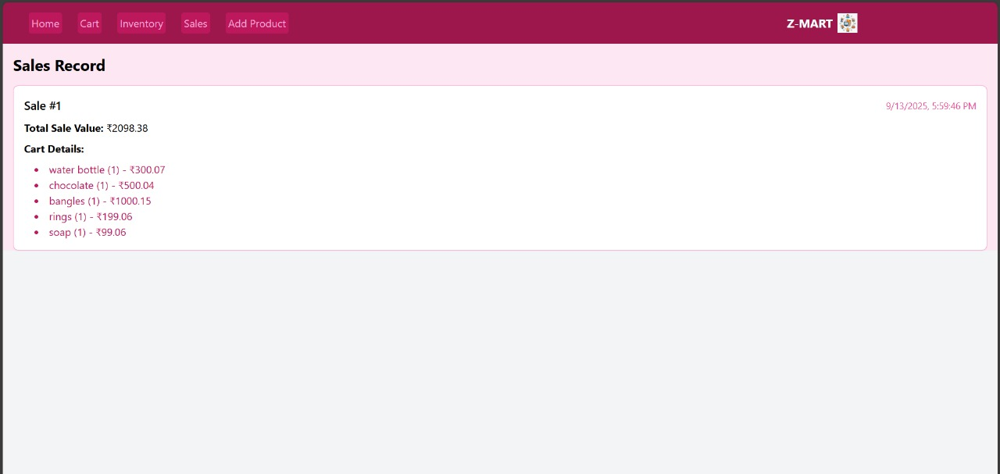 Home Cart Inventory Sales Add Product Z-MART
Sales Record
Sale #1 9/13/2025, 5:59:46 PM
Total Sale Value: ₹2098.38
Cart Details:
• water bottle (1) - ₹300.07
• chocolate (1) - ₹500.04
• bangles (1) - ₹1000.15
• rings (1) - ₹199.06
• soap (1) - ₹99.06